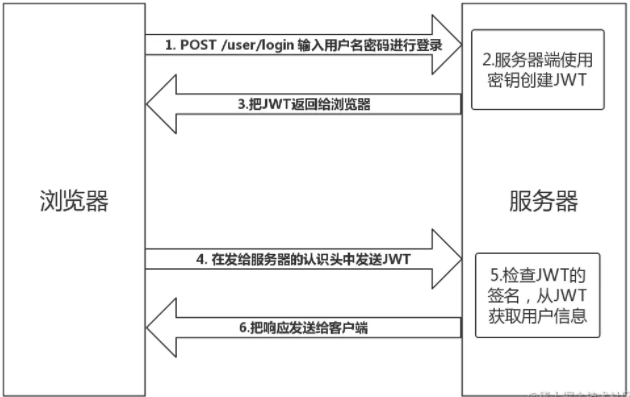 1. POST /user/login 输入用户名密码进行登录
2.服务器端使用
密钥创建JWT
3.把JWT返回给浏览器
浏览器
服务器
4. 在发给服务器的认识头中发送JWT
5.检查JWT的
签名，从JWT
获取用户信息
6.把响应发送给客户端